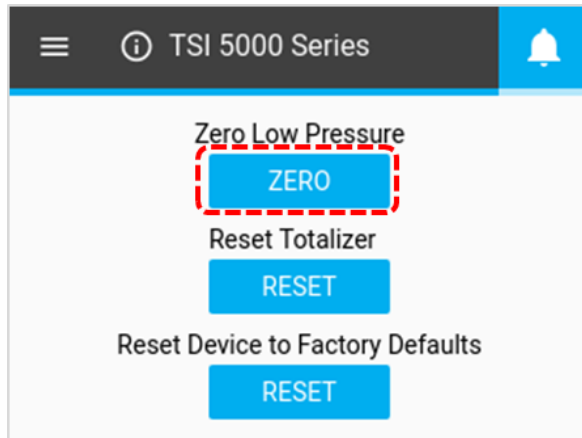 TSI 5000 Series
Zero Low Pressure
ZERO
Reset Totalizer
RESET
Reset Device to Factory Defaults
RESET